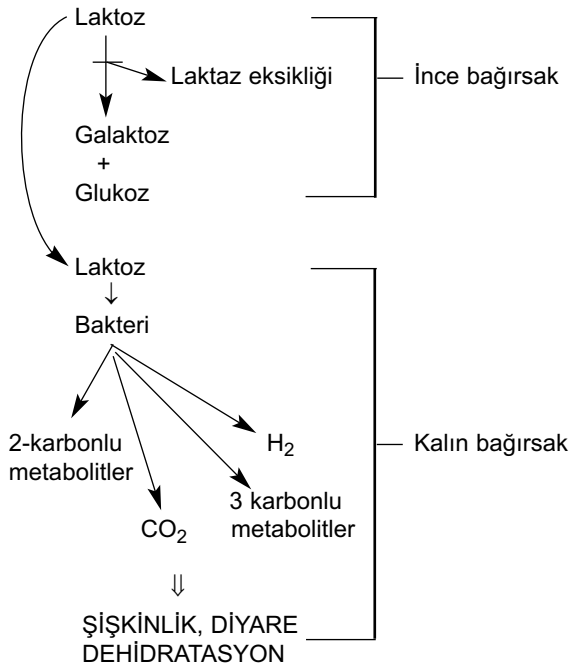 Laktoz
Laktaz eksikliği
İnce bağırsak
Galaktoz
+
Glukoz
Laktoz
↓
Bakteri
2-karbonlu
metabolitler
H₂
Kalın bağırsak
3 karbonlu
metabolitler
CO₂
⇓
ŞİŞKİNLİK, DİYARE
DEHİDRATASYON